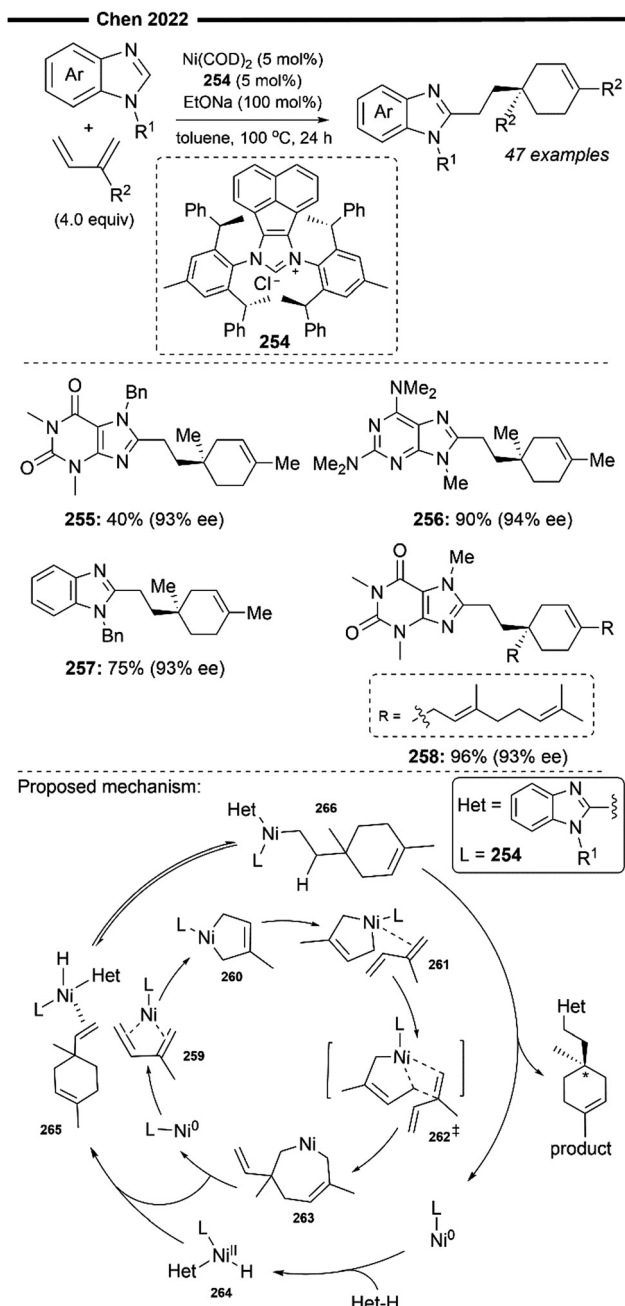 Chen 2022
Ar
N
N
R1
+
R2
(4.0 equiv)
Ni(COD)2 (5 mol%)
254 (5 mol%)
EtONa (100 mol%)
toluene, 100 °C, 24 h
Ar
N
N
R1
R2
R2
47 examples
Ph
Ph
N
N
+
Cl−
Ph
Ph
254
O
Bn
N
N
Me
O
N
N
Me
255: 40% (93% ee)
NMe2
N
N
Me
Me2N
N
N
Me
Me
256: 90% (94% ee)
N
Me
N
Me
Bn
257: 75% (93% ee)
O
Me
N
N
O
N
N
R
R
R =
258: 96% (93% ee)
Proposed mechanism:
Het
Ni
L
H
266
Het =
N
N
R1
L = 254
L
Ni
260
Ni
L
261
H
Ni
Het
L
265
L
Ni
259
L
Ni
262‡
L–Ni0
Ni
263
Het
*
product
L
NiII
Het
H
264
L
Ni0
Het-H